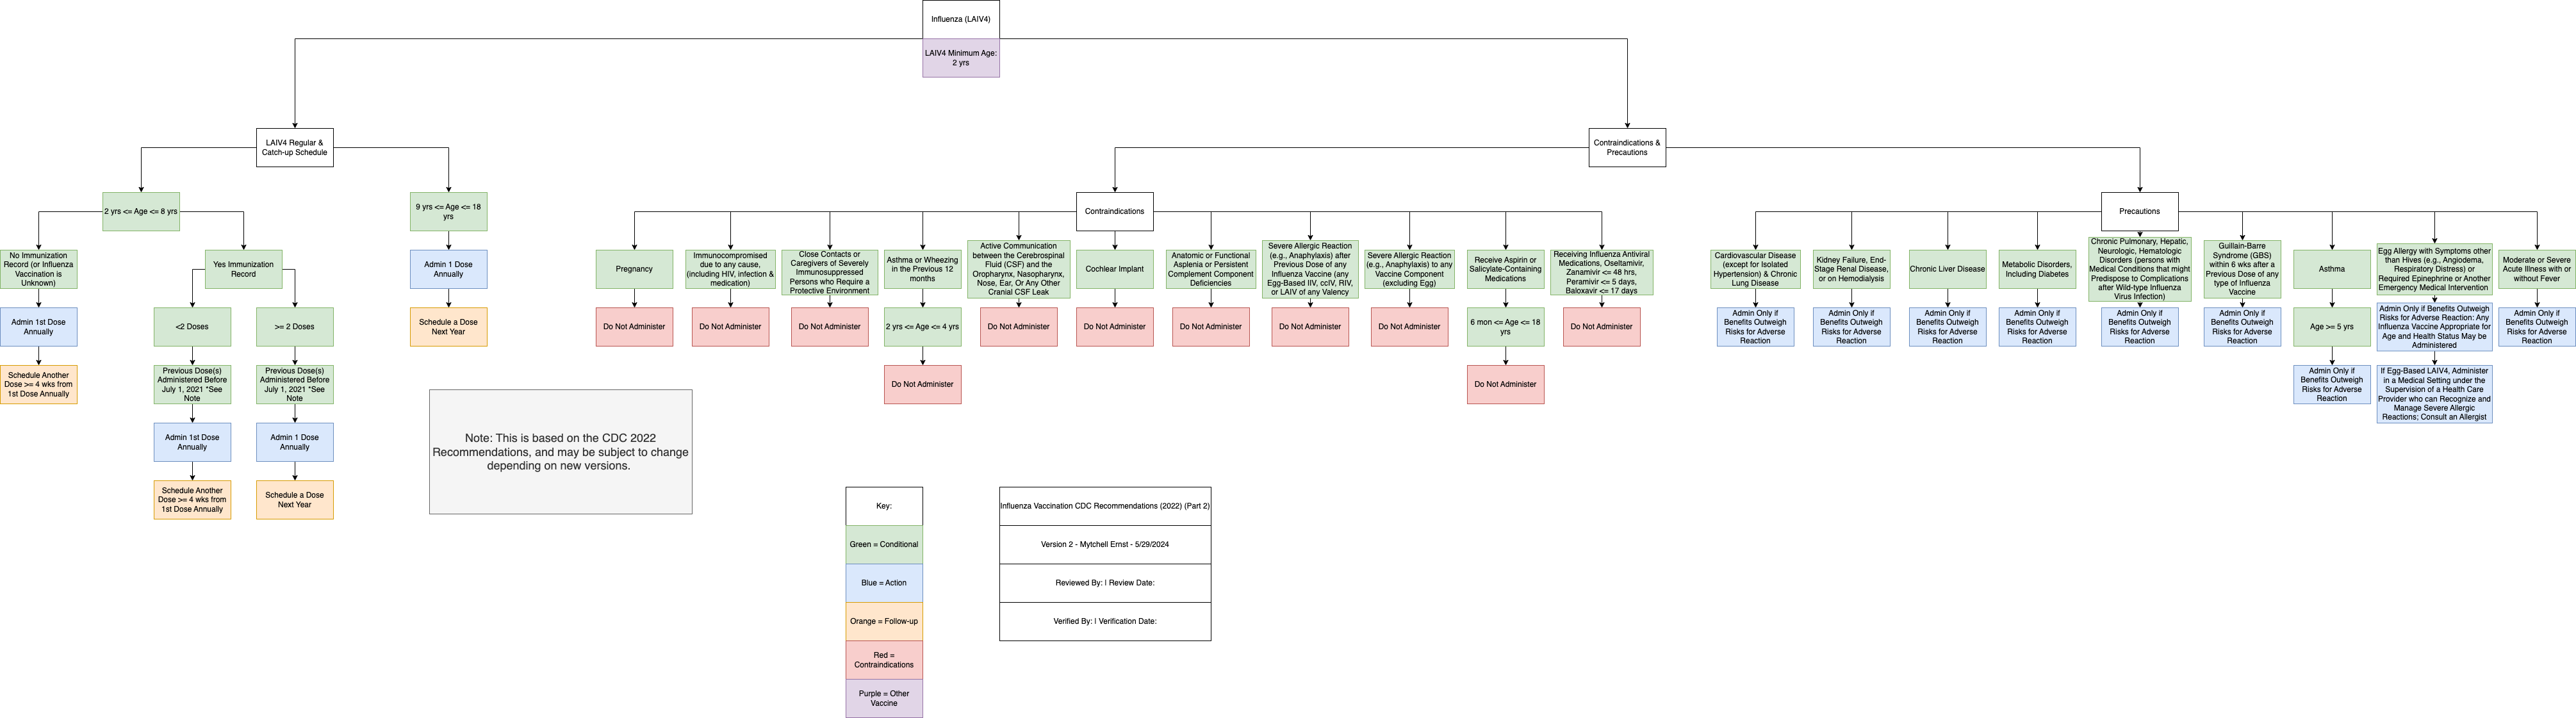 Influenza (LAIV4)
LAIV4 Minimum Age:
2 yrs
LAIV4 Regular &
Catch-up Schedule
Contraindications &
Precautions
2 yrs <= Age <= 8 yrs
9 yrs <= Age <= 18
yrs
Contraindications
Precautions
No Immunization
Record (or Influenza
Vaccination is
Unknown)
Yes Immunization
Record
Admin 1 Dose
Annually
Pregnancy
Immunocompromised
due to any cause,
(including HIV, infection &
medication)
Close Contacts or
Caregivers of Severely
Immunosuppressed
Persons who Require a
Protective Environment
Asthma or Wheezing
in the Previous 12
months
Active Communication
between the Cerebrospinal
Fluid (CSF) and the
Oropharynx, Nasopharynx,
Nose, Ear, Or Any Other
Cranial CSF Leak
Cochlear Implant
Anatomic or Functional
Asplenia or Persistent
Complement Component
Deficiencies
Severe Allergic Reaction
(e.g., Anaphylaxis) after
Previous Dose of any
Influenza Vaccine (any
Egg-Based IIV, ccIV, RIV,
or LAIV of any Valency
Severe Allergic Reaction
(e.g., Anaphylaxis) to any
Vaccine Component
(excluding Egg)
Receive Aspirin or
Salicylate-Containing
Medications
Receiving Influenza Antiviral
Medications, Oseltamivir,
Zanamivir <= 48 hrs,
Peramivir <= 5 days,
Baloxavir <= 17 days
Cardiovascular Disease
(except for Isolated
Hypertension) & Chronic
Lung Disease
Kidney Failure, End-
Stage Renal Disease,
or on Hemodialysis
Chronic Liver Disease
Metabolic Disorders,
Including Diabetes
Chronic Pulmonary, Hepatic,
Neurologic, Hematologic
Disorders (persons with
Medical Conditions that might
Predispose to Complications
after Wild-type Influenza
Virus Infection)
Guillain-Barre
Syndrome (GBS)
within 6 wks after a
Previous Dose of any
type of Influenza
Vaccine
Asthma
Egg Allergy with Symptoms other
than Hives (e.g., Angiodema,
Respiratory Distress) or
Required Epinephrine or Another
Emergency Medical Intervention
Moderate or Severe
Acute Illness with or
without Fever
Admin 1st Dose
Annually
<2 Doses
>= 2 Doses
Schedule a Dose
Next Year
Do Not Administer
Do Not Administer
Do Not Administer
2 yrs <= Age <= 4 yrs
Do Not Administer
Do Not Administer
Do Not Administer
Do Not Administer
Do Not Administer
6 mon <= Age <= 18
yrs
Do Not Administer
Admin Only if
Benefits Outweigh
Risks for Adverse
Reaction
Admin Only if
Benefits Outweigh
Risks for Adverse
Reaction
Admin Only if
Benefits Outweigh
Risks for Adverse
Reaction
Admin Only if
Benefits Outweigh
Risks for Adverse
Reaction
Admin Only if
Benefits Outweigh
Risks for Adverse
Reaction
Admin Only if
Benefits Outweigh
Risks for Adverse
Reaction
Age >= 5 yrs
Admin Only if Benefits Outweigh
Risks for Adverse Reaction: Any
Influenza Vaccine Appropriate for
Age and Health Status May be
Administered
Admin Only if
Benefits Outweigh
Risks for Adverse
Reaction
Schedule Another
Dose >= 4 wks from
1st Dose Annually
Previous Dose(s)
Administered Before
July 1, 2021 *See
Note
Previous Dose(s)
Administered Before
July 1, 2021 *See
Note
Do Not Administer
Do Not Administer
Admin Only if
Benefits Outweigh
Risks for Adverse
Reaction
If Egg-Based LAIV4, Administer
in a Medical Setting under the
Supervision of a Health Care
Provider who can Recognize and
Manage Severe Allergic
Reactions; Consult an Allergist
Admin 1st Dose
Annually
Admin 1 Dose
Annually
Note: This is based on the CDC 2022
Recommendations, and may be subject to change
depending on new versions.
Schedule Another
Dose >= 4 wks from
1st Dose Annually
Schedule a Dose
Next Year
Key:
Green = Conditional
Blue = Action
Orange = Follow-up
Red =
Contraindications
Purple = Other
Vaccine
Influenza Vaccination CDC Recommendations (2022) (Part 2)
Version 2 - Mytchell Ernst - 5/29/2024
Reviewed By: | Review Date:
Verified By: | Verification Date: